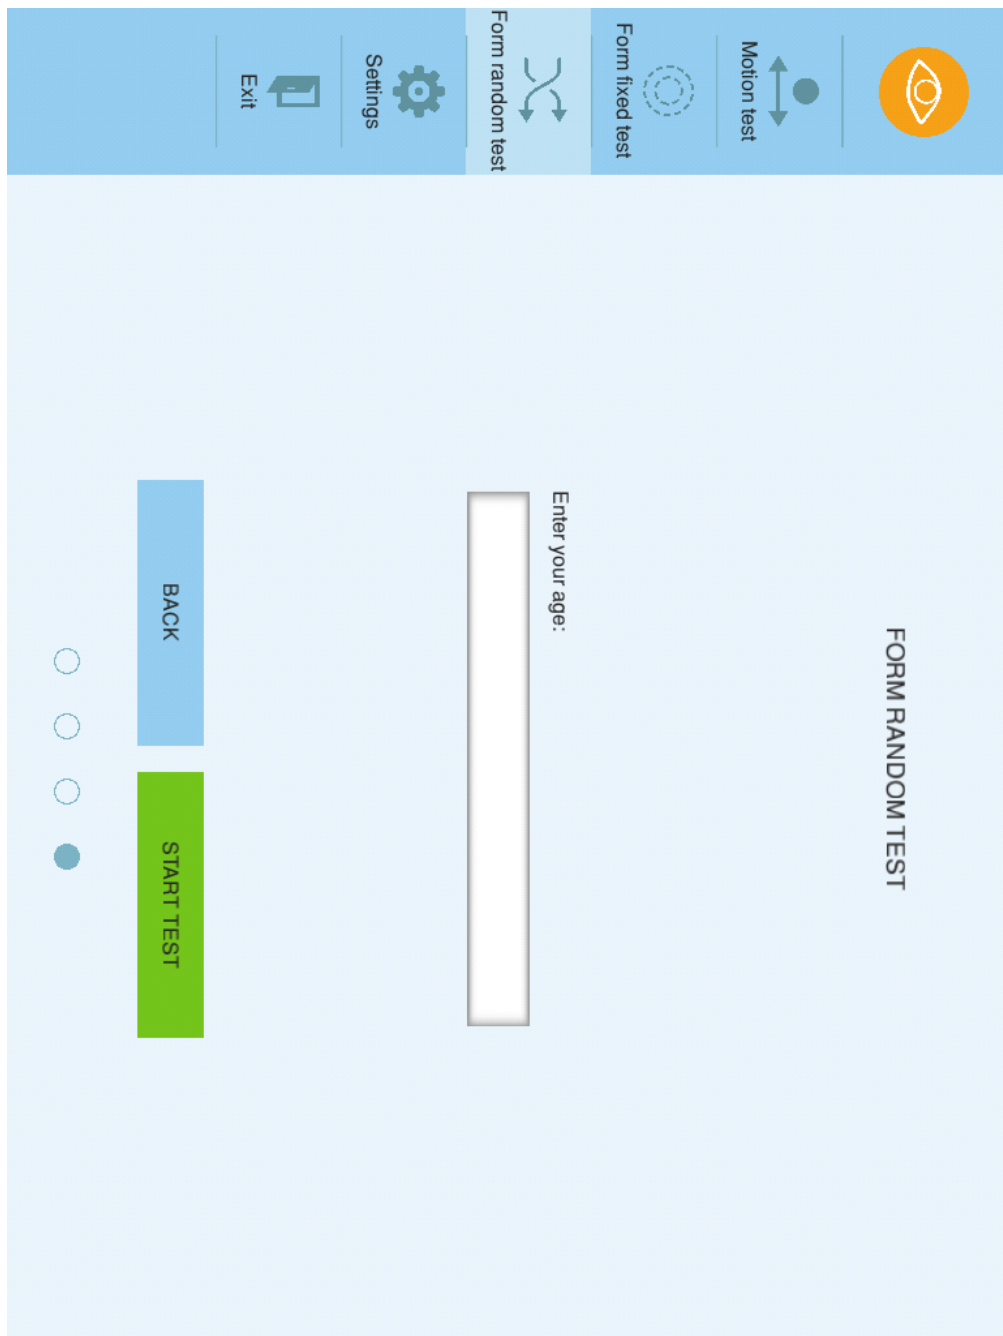 Motion test
Form fixed test
Form random test
Settings
Exit
FORM RANDOM TEST
Enter your age:
BACK
START TEST